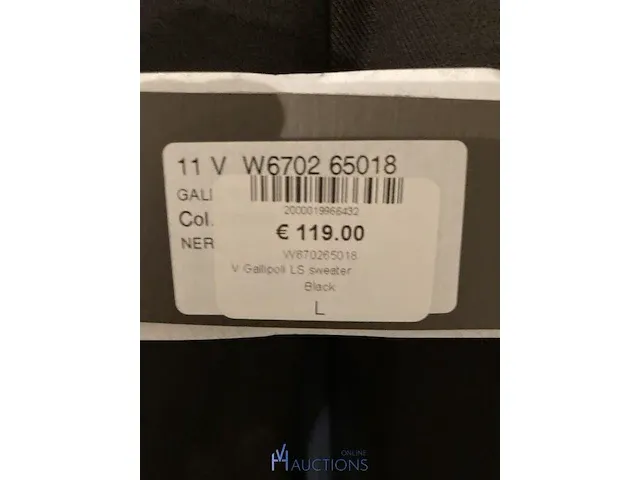 11 V W6702 65018
GALI
Col.
NER
2000019966432
€ 119.00
W670265018
V Gallipoli LS sweater
Black
L
ONLINE
AUCTIONS